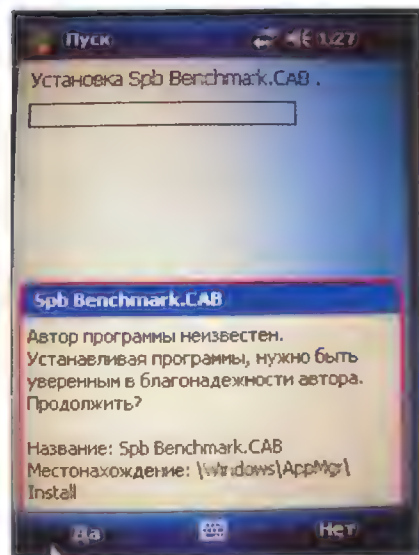 Пуск 1:27
Установка Spb Benchmark.CAB .
Spb Benchmark.CAB
Автор программы неизвестен.
Устанавливая программы, нужно быть
уверенным в благонадежности автора.
Продолжить?
Название: Spb Benchmark.CAB
Местонахождение: \Windows\AppMgr\
Install
Да Нет